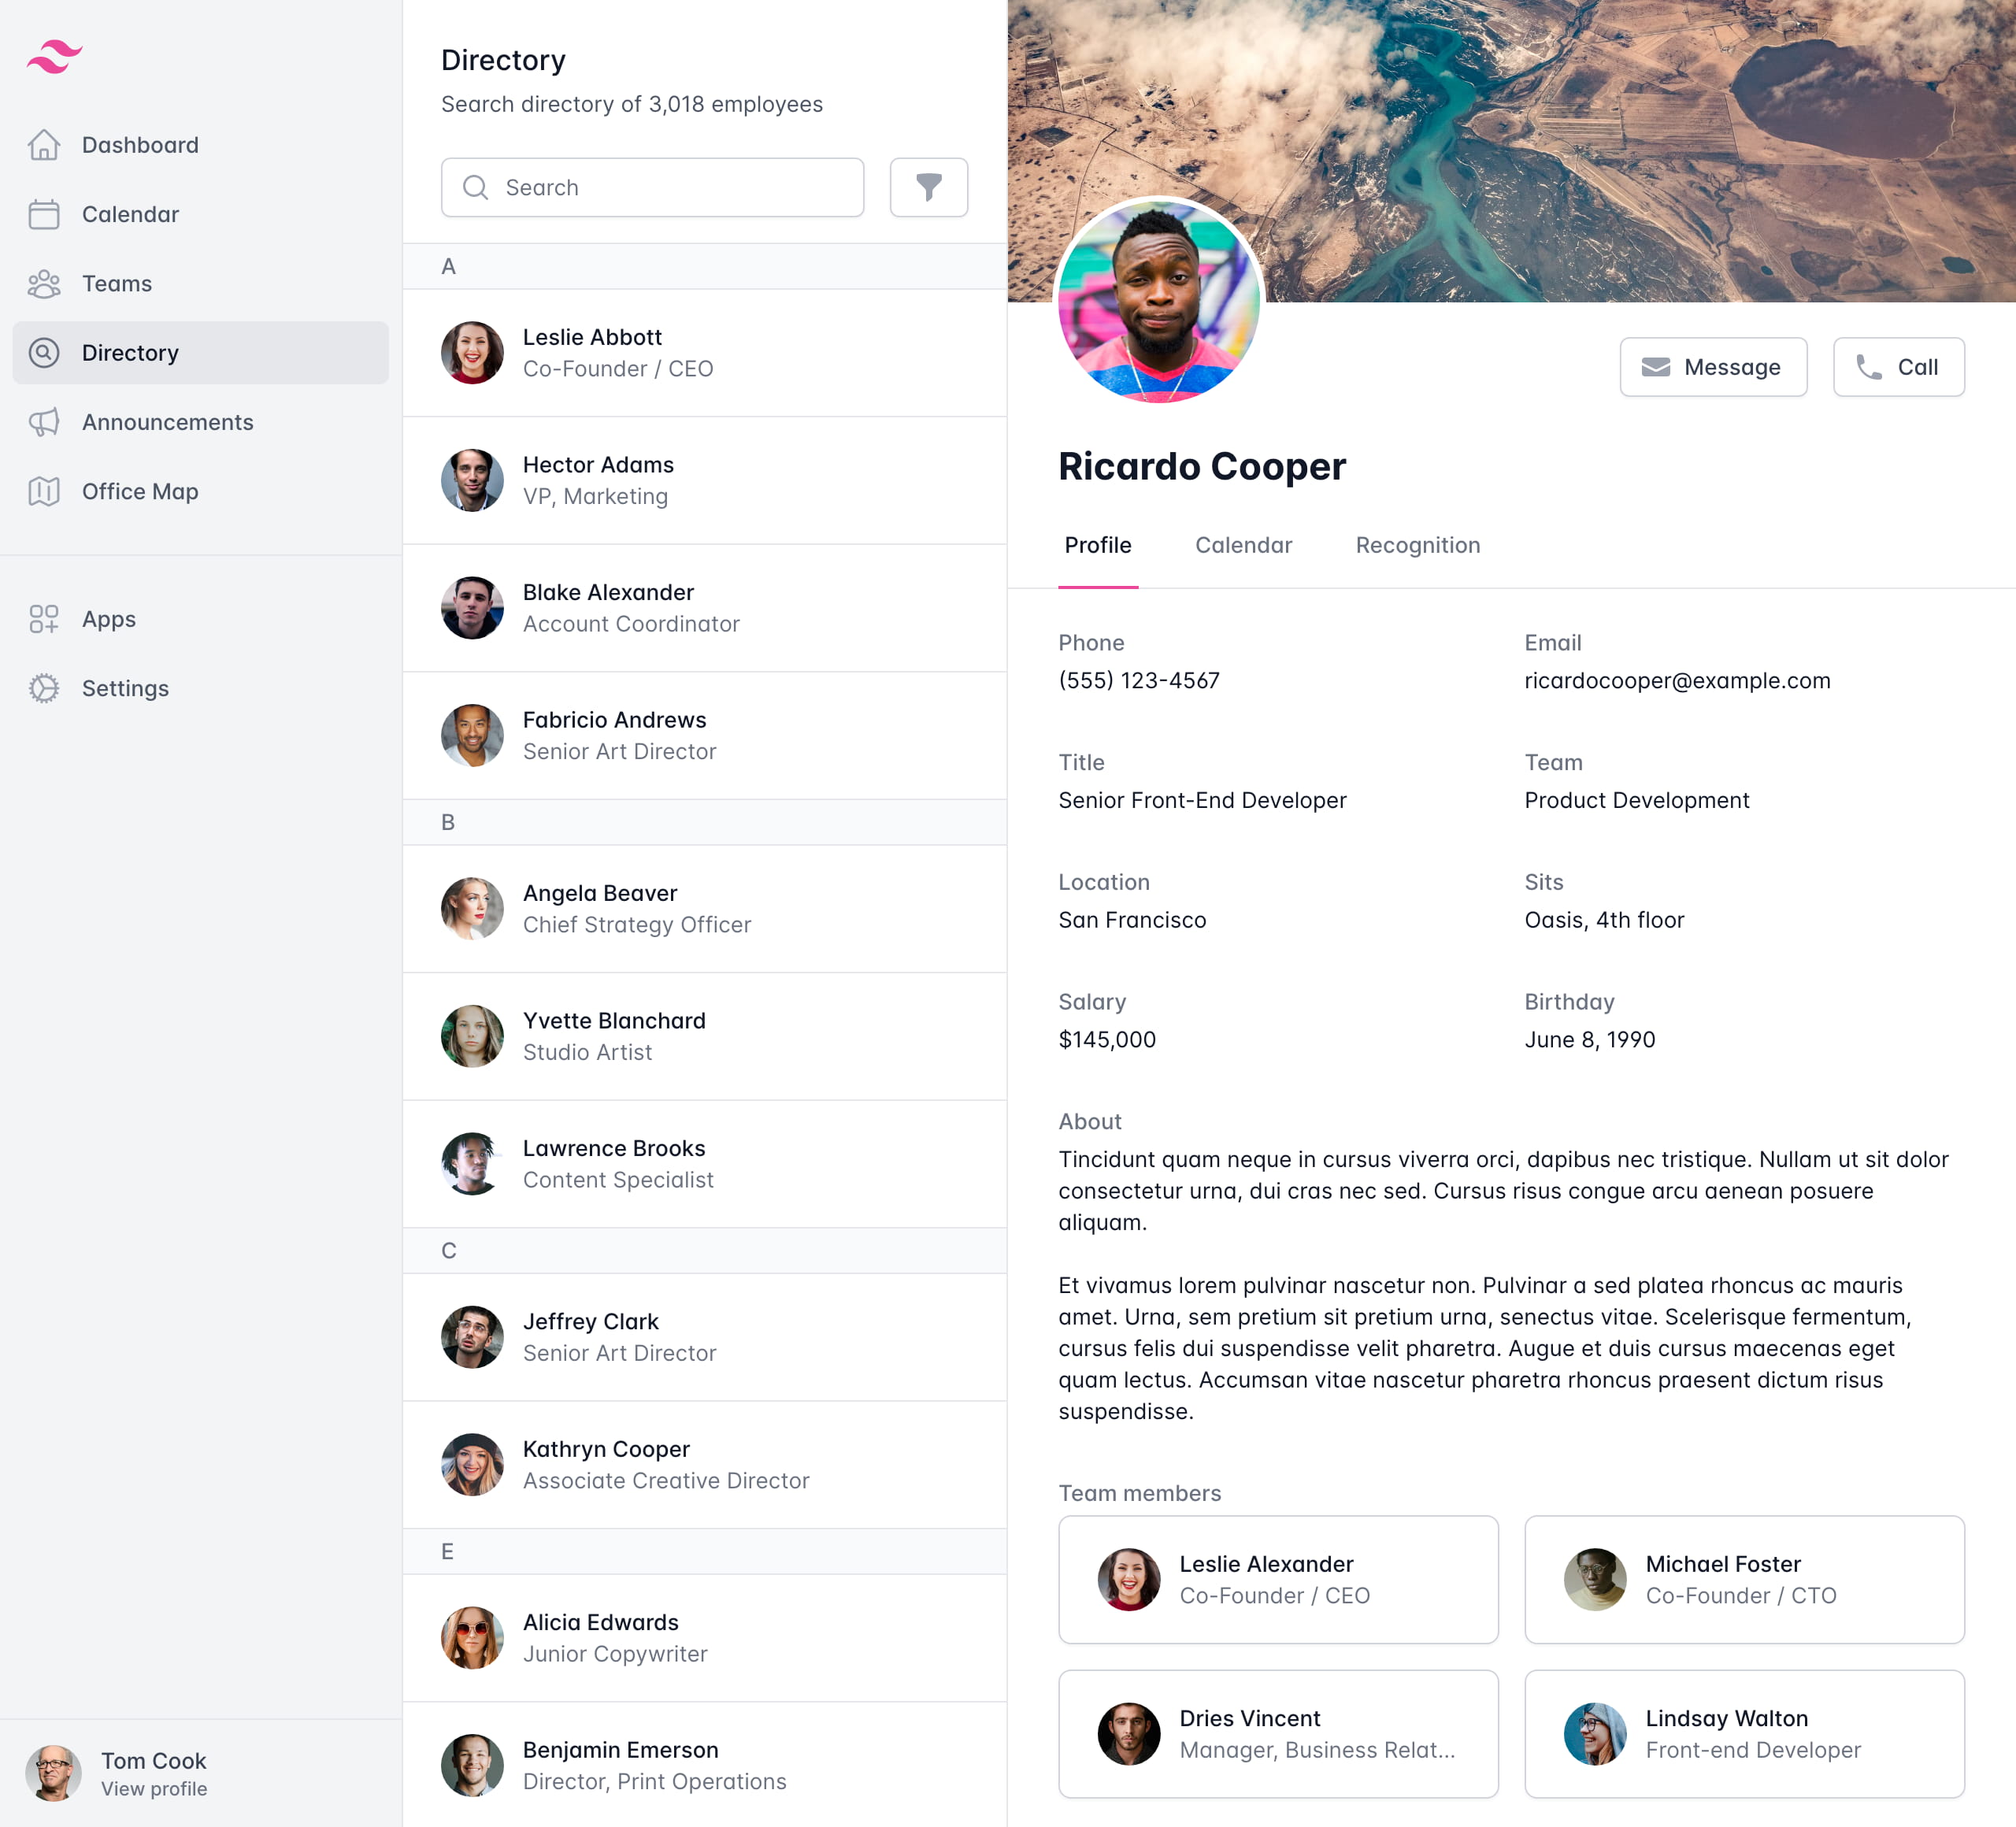 Dashboard
Calendar
Teams
Directory
Announcements
Office Map
Apps
Settings
Tom Cook
View profile
Directory
Search directory of 3,018 employees
Search
A
Leslie Abbott
Co-Founder / CEO
Hector Adams
VP, Marketing
Blake Alexander
Account Coordinator
Fabricio Andrews
Senior Art Director
B
Angela Beaver
Chief Strategy Officer
Yvette Blanchard
Studio Artist
Lawrence Brooks
Content Specialist
C
Jeffrey Clark
Senior Art Director
Kathryn Cooper
Associate Creative Director
E
Alicia Edwards
Junior Copywriter
Benjamin Emerson
Director, Print Operations
Message
Call
Ricardo Cooper
Profile
Calendar
Recognition
Phone
(555) 123-4567
Email
ricardocooper@example.com
Title
Senior Front-End Developer
Team
Product Development
Location
San Francisco
Sits
Oasis, 4th floor
Salary
$145,000
Birthday
June 8, 1990
About
Tincidunt quam neque in cursus viverra orci, dapibus nec tristique. Nullam ut sit dolor
consectetur urna, dui cras nec sed. Cursus risus congue arcu aenean posuere
aliquam.
Et vivamus lorem pulvinar nascetur non. Pulvinar a sed platea rhoncus ac mauris
amet. Urna, sem pretium sit pretium urna, senectus vitae. Scelerisque fermentum,
cursus felis dui suspendisse velit pharetra. Augue et duis cursus maecenas eget
quam lectus. Accumsan vitae nascetur pharetra rhoncus praesent dictum risus
suspendisse.
Team members
Leslie Alexander
Co-Founder / CEO
Michael Foster
Co-Founder / CTO
Dries Vincent
Manager, Business Relat...
Lindsay Walton
Front-end Developer